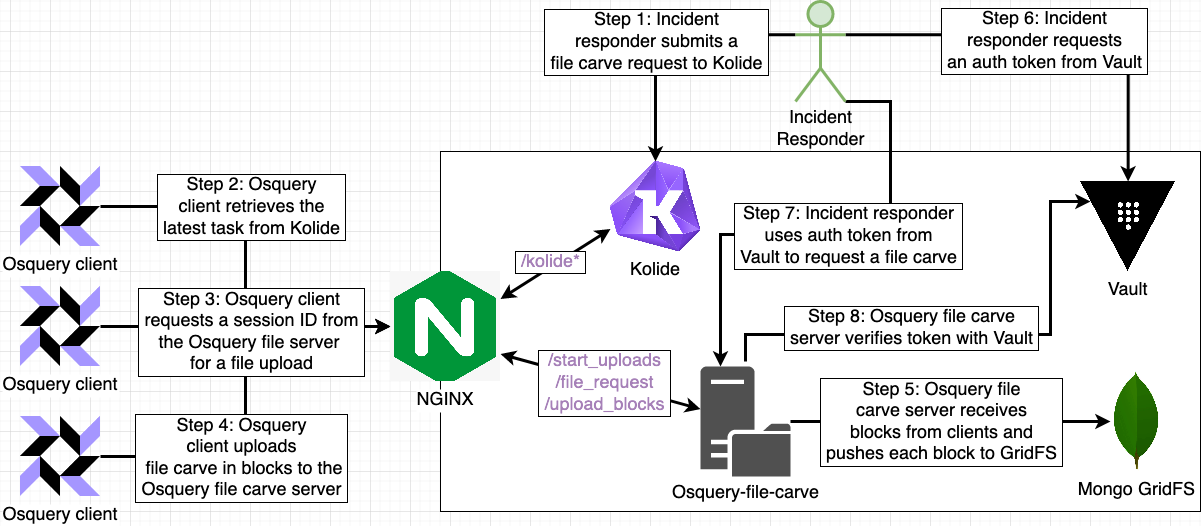 Step 1: Incident
responder submits a
file carve request to Kolide
Step 6: Incident
responder requests
an auth token from Vault
Incident
Responder
Step 2: Osquery
client retrieves the
latest task from Kolide
Osquery client
Kolide
Step 7: Incident responder
uses auth token from
Vault to request a file carve
Vault
/kolide*
Step 3: Osquery client
requests a session ID from
the Osquery file server
for a file upload
Osquery client
NGINX
Step 8: Osquery file carve
server verifies token with Vault
/start_uploads
/file_request
/upload_blocks
Step 4: Osquery
client uploads
file carve in blocks to the
Osquery file carve server
Osquery client
Osquery-file-carve
Step 5: Osquery file
carve server receives
blocks from clients and
pushes each block to GridFS
Mongo GridFS